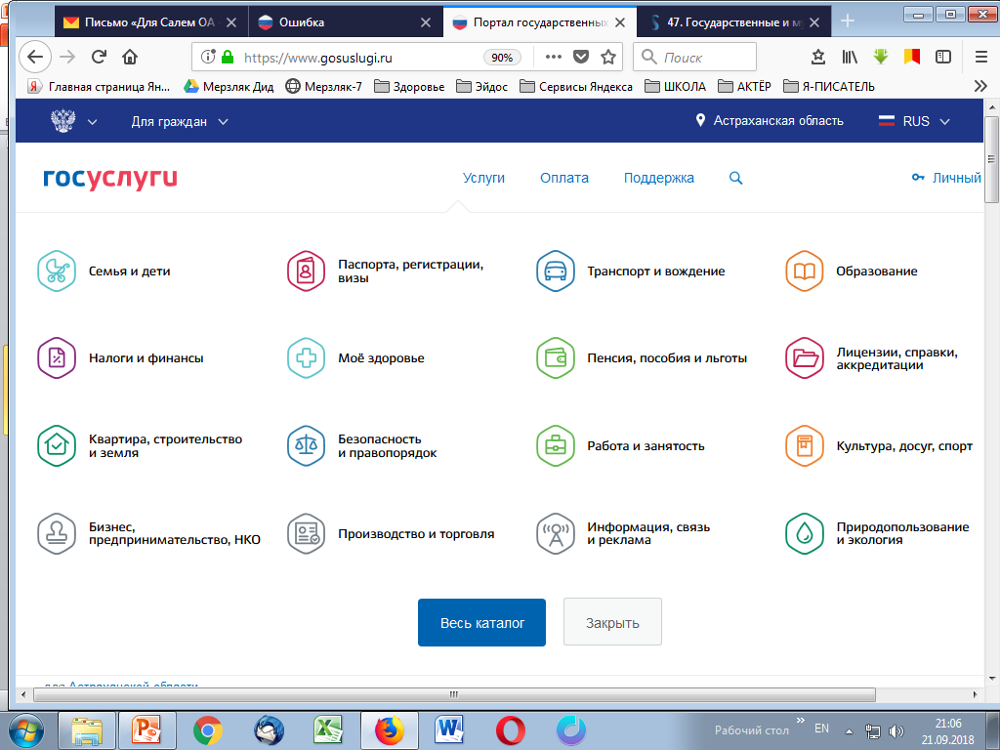 Письмо «Для Салем ОА
Ошибка
Портал государственных
47. Государственные и м
https://www.gosuslugi.ru
90%
Поиск
Главная страница Ян...
Мерзляк Дид
Мерзляк-7
Здоровье
Эйдос
Сервисы Яндекса
ШКОЛА
АКТЁР
Я-ПИСАТЕЛЬ
Для граждан
Астраханская область
RUS
госуслуги
Услуги
Оплата
Поддержка
Личный
Семья и дети
Паспорта, регистрации,
визы
Транспорт и вождение
Образование
Налоги и финансы
Моё здоровье
Пенсия, пособия и льготы
Лицензии, справки,
аккредитации
Квартира, строительство
и земля
Безопасность
и правопорядок
Работа и занятость
Культура, досуг, спорт
Бизнес,
предпринимательство, НКО
Производство и торговля
Информация, связь
и реклама
Природопользование
и экология
Весь каталог
Закрыть
для Астраханской области
Рабочий стол
EN
21:06
21.09.2018